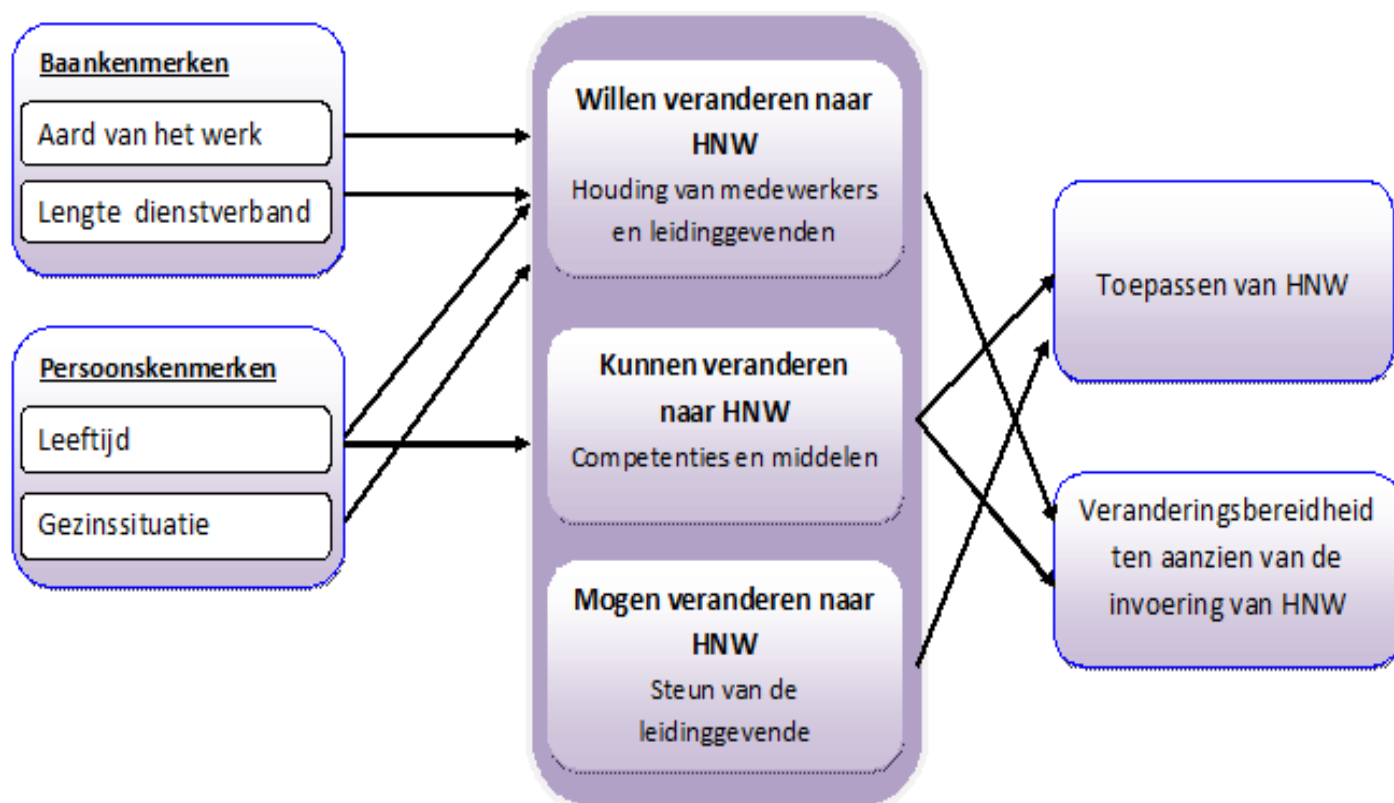 Baankenmerken
Aard van het werk
Lengte dienstverband
Persoonskenmerken
Leeftijd
Gezinssituatie
Willen veranderen naar
HNW
Houding van medewerkers
en leidinggevenden
Kunnen veranderen
naar HNW
Competenties en middelen
Mogen veranderen naar
HNW
Steun van de
leidinggevende
Toepassen van HNW
Veranderingsbereidheid
ten aanzien van de
invoering van HNW